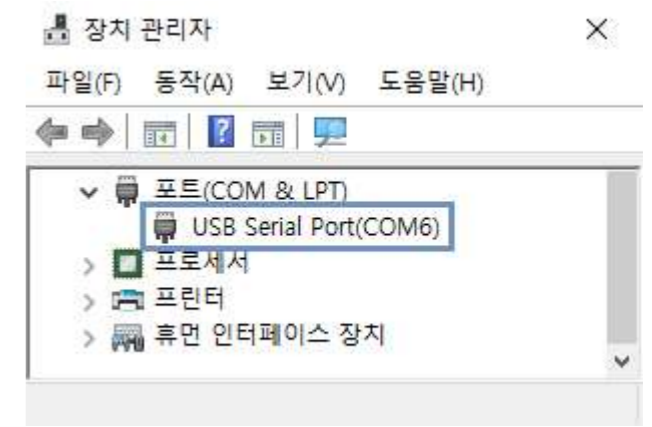 장치 관리자
파일(F) 동작(A) 보기(V) 도움말(H)
포트(COM & LPT)
USB Serial Port(COM6)
프로세서
프린터
휴먼 인터페이스 장치